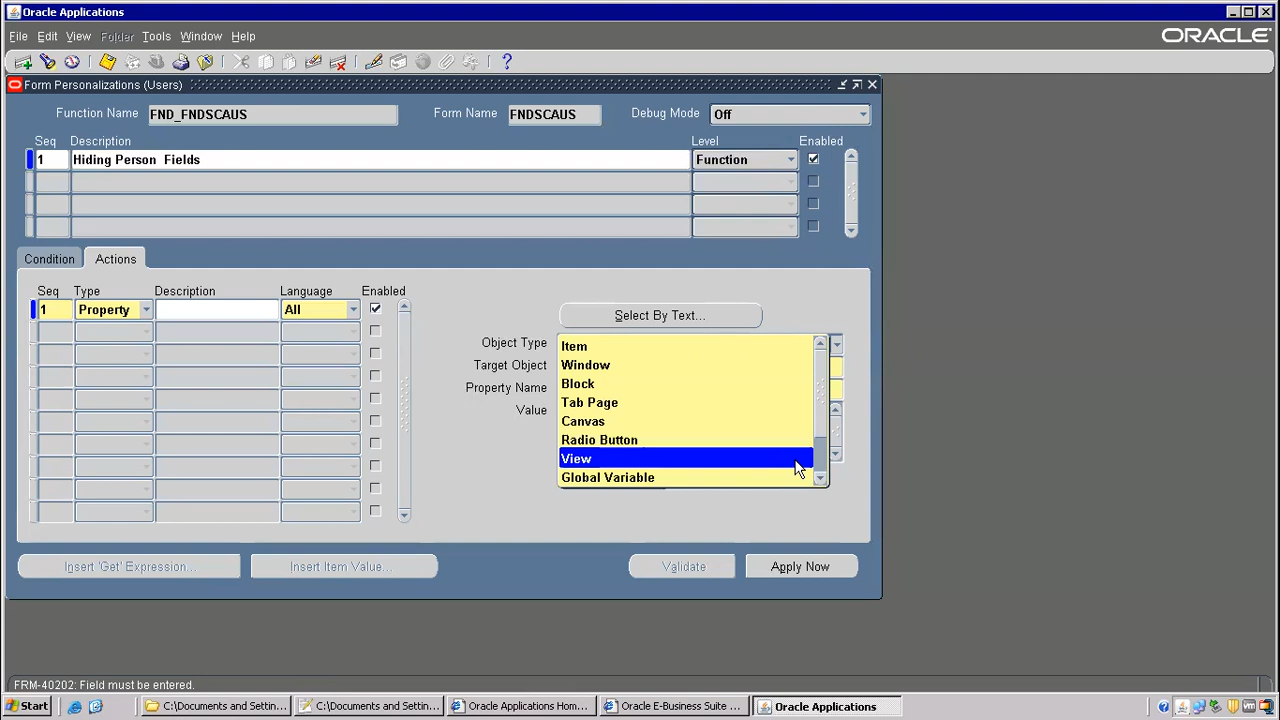 Oracle Applications
File Edit View Folder Tools Window Help
ORACLE
Form Personalizations (Users)
Function Name FND_FNDSCAUS Form Name FNDSCAUS Debug Mode Off
Seq Description Level Enabled
1 Hiding Person  Fields Function
Condition Actions
Seq Type Description Language Enabled
1 Property All
Select By Text...
Object Type
Target Object
Property Name
Value
Item
Window
Block
Tab Page
Canvas
Radio Button
View
Global Variable
Insert 'Get' Expression... Insert Item Value... Validate Apply Now
FRM-40202: Field must be entered.
Start C:\Documents and Settin... C:\Documents and Settin... Oracle Application... Oracle E-Business Suite ... Oracle Applications